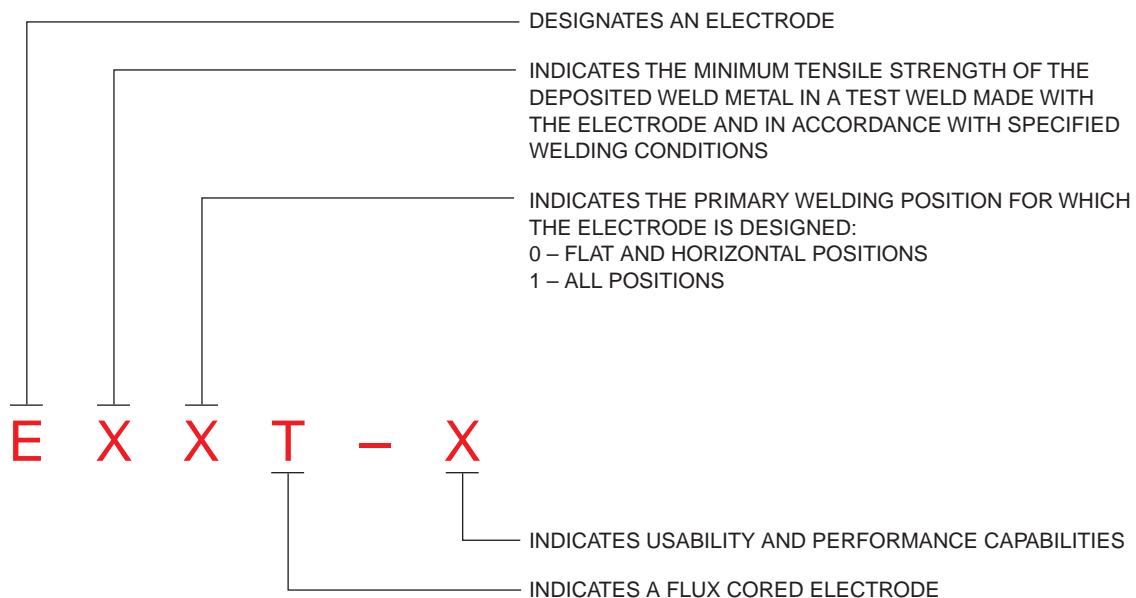 DESIGNATES AN ELECTRODE
INDICATES THE MINIMUM TENSILE STRENGTH OF THE
DEPOSITED WELD METAL IN A TEST WELD MADE WITH
THE ELECTRODE AND IN ACCORDANCE WITH SPECIFIED
WELDING CONDITIONS
INDICATES THE PRIMARY WELDING POSITION FOR WHICH
THE ELECTRODE IS DESIGNED:
0 – FLAT AND HORIZONTAL POSITIONS
1 – ALL POSITIONS
E X X T – X
INDICATES USABILITY AND PERFORMANCE CAPABILITIES
INDICATES A FLUX CORED ELECTRODE